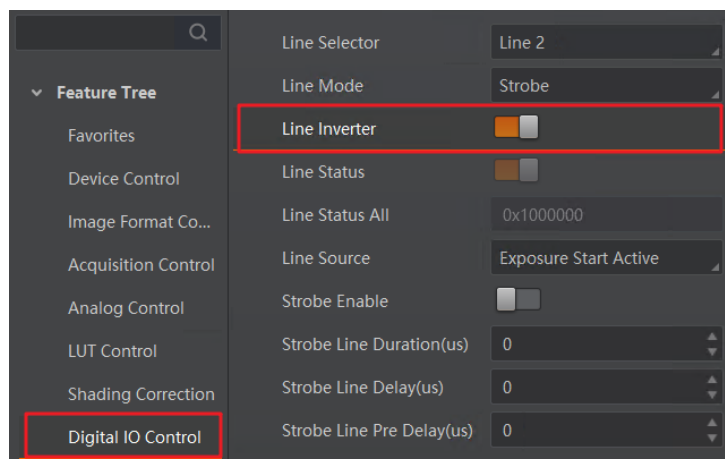 Feature Tree
Favorites
Device Control
Image Format Co...
Acquisition Control
Analog Control
LUT Control
Shading Correction
Digital IO Control
Line Selector Line 2
Line Mode Strobe
Line Inverter
Line Status
Line Status All 0x1000000
Line Source Exposure Start Active
Strobe Enable
Strobe Line Duration(us) 0
Strobe Line Delay(us) 0
Strobe Line Pre Delay(us) 0